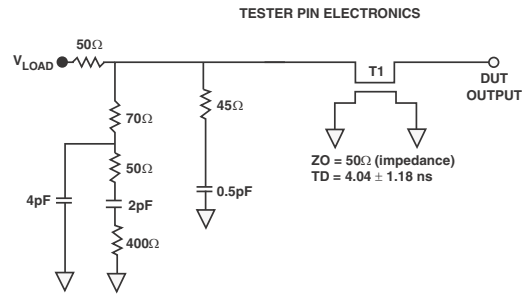 TESTER PIN ELECTRONICS
50Ω
VLOAD
T1
DUT
OUTPUT
70Ω
45Ω
50Ω
ZO = 50Ω (impedance)
TD = 4.04 ± 1.18 ns
4pF
2pF
0.5pF
400Ω